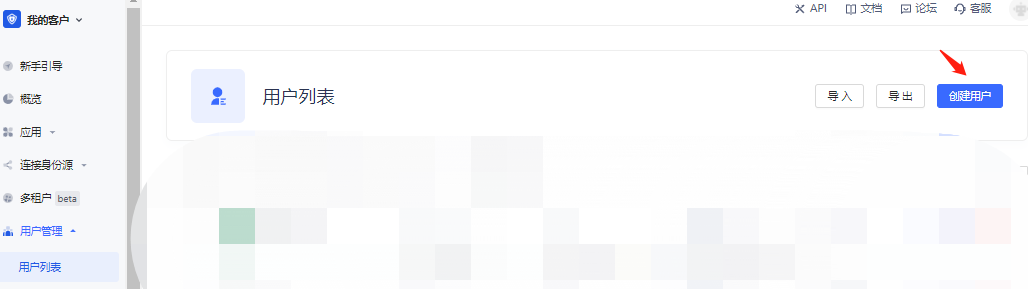 我的客户
API 文档 论坛 客服
新手引导
概览
应用
连接身份源
多租户 beta
用户管理
用户列表
用户列表
导入 导出 创建用户